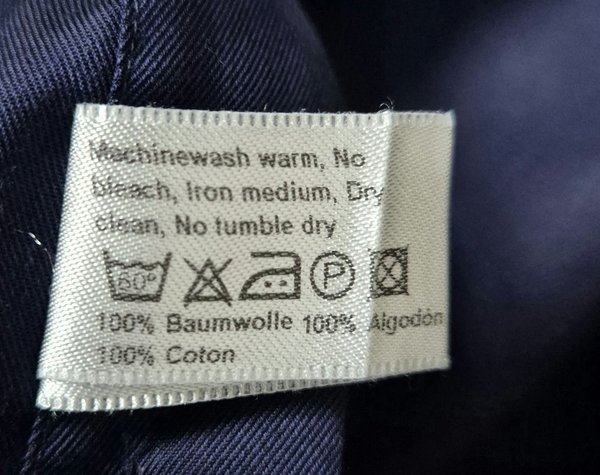 Machinewash warm, No
bleach, Iron medium, Dry
clean, No tumble dry
60° P
100% Baumwolle 100% Algodón
100% Coton